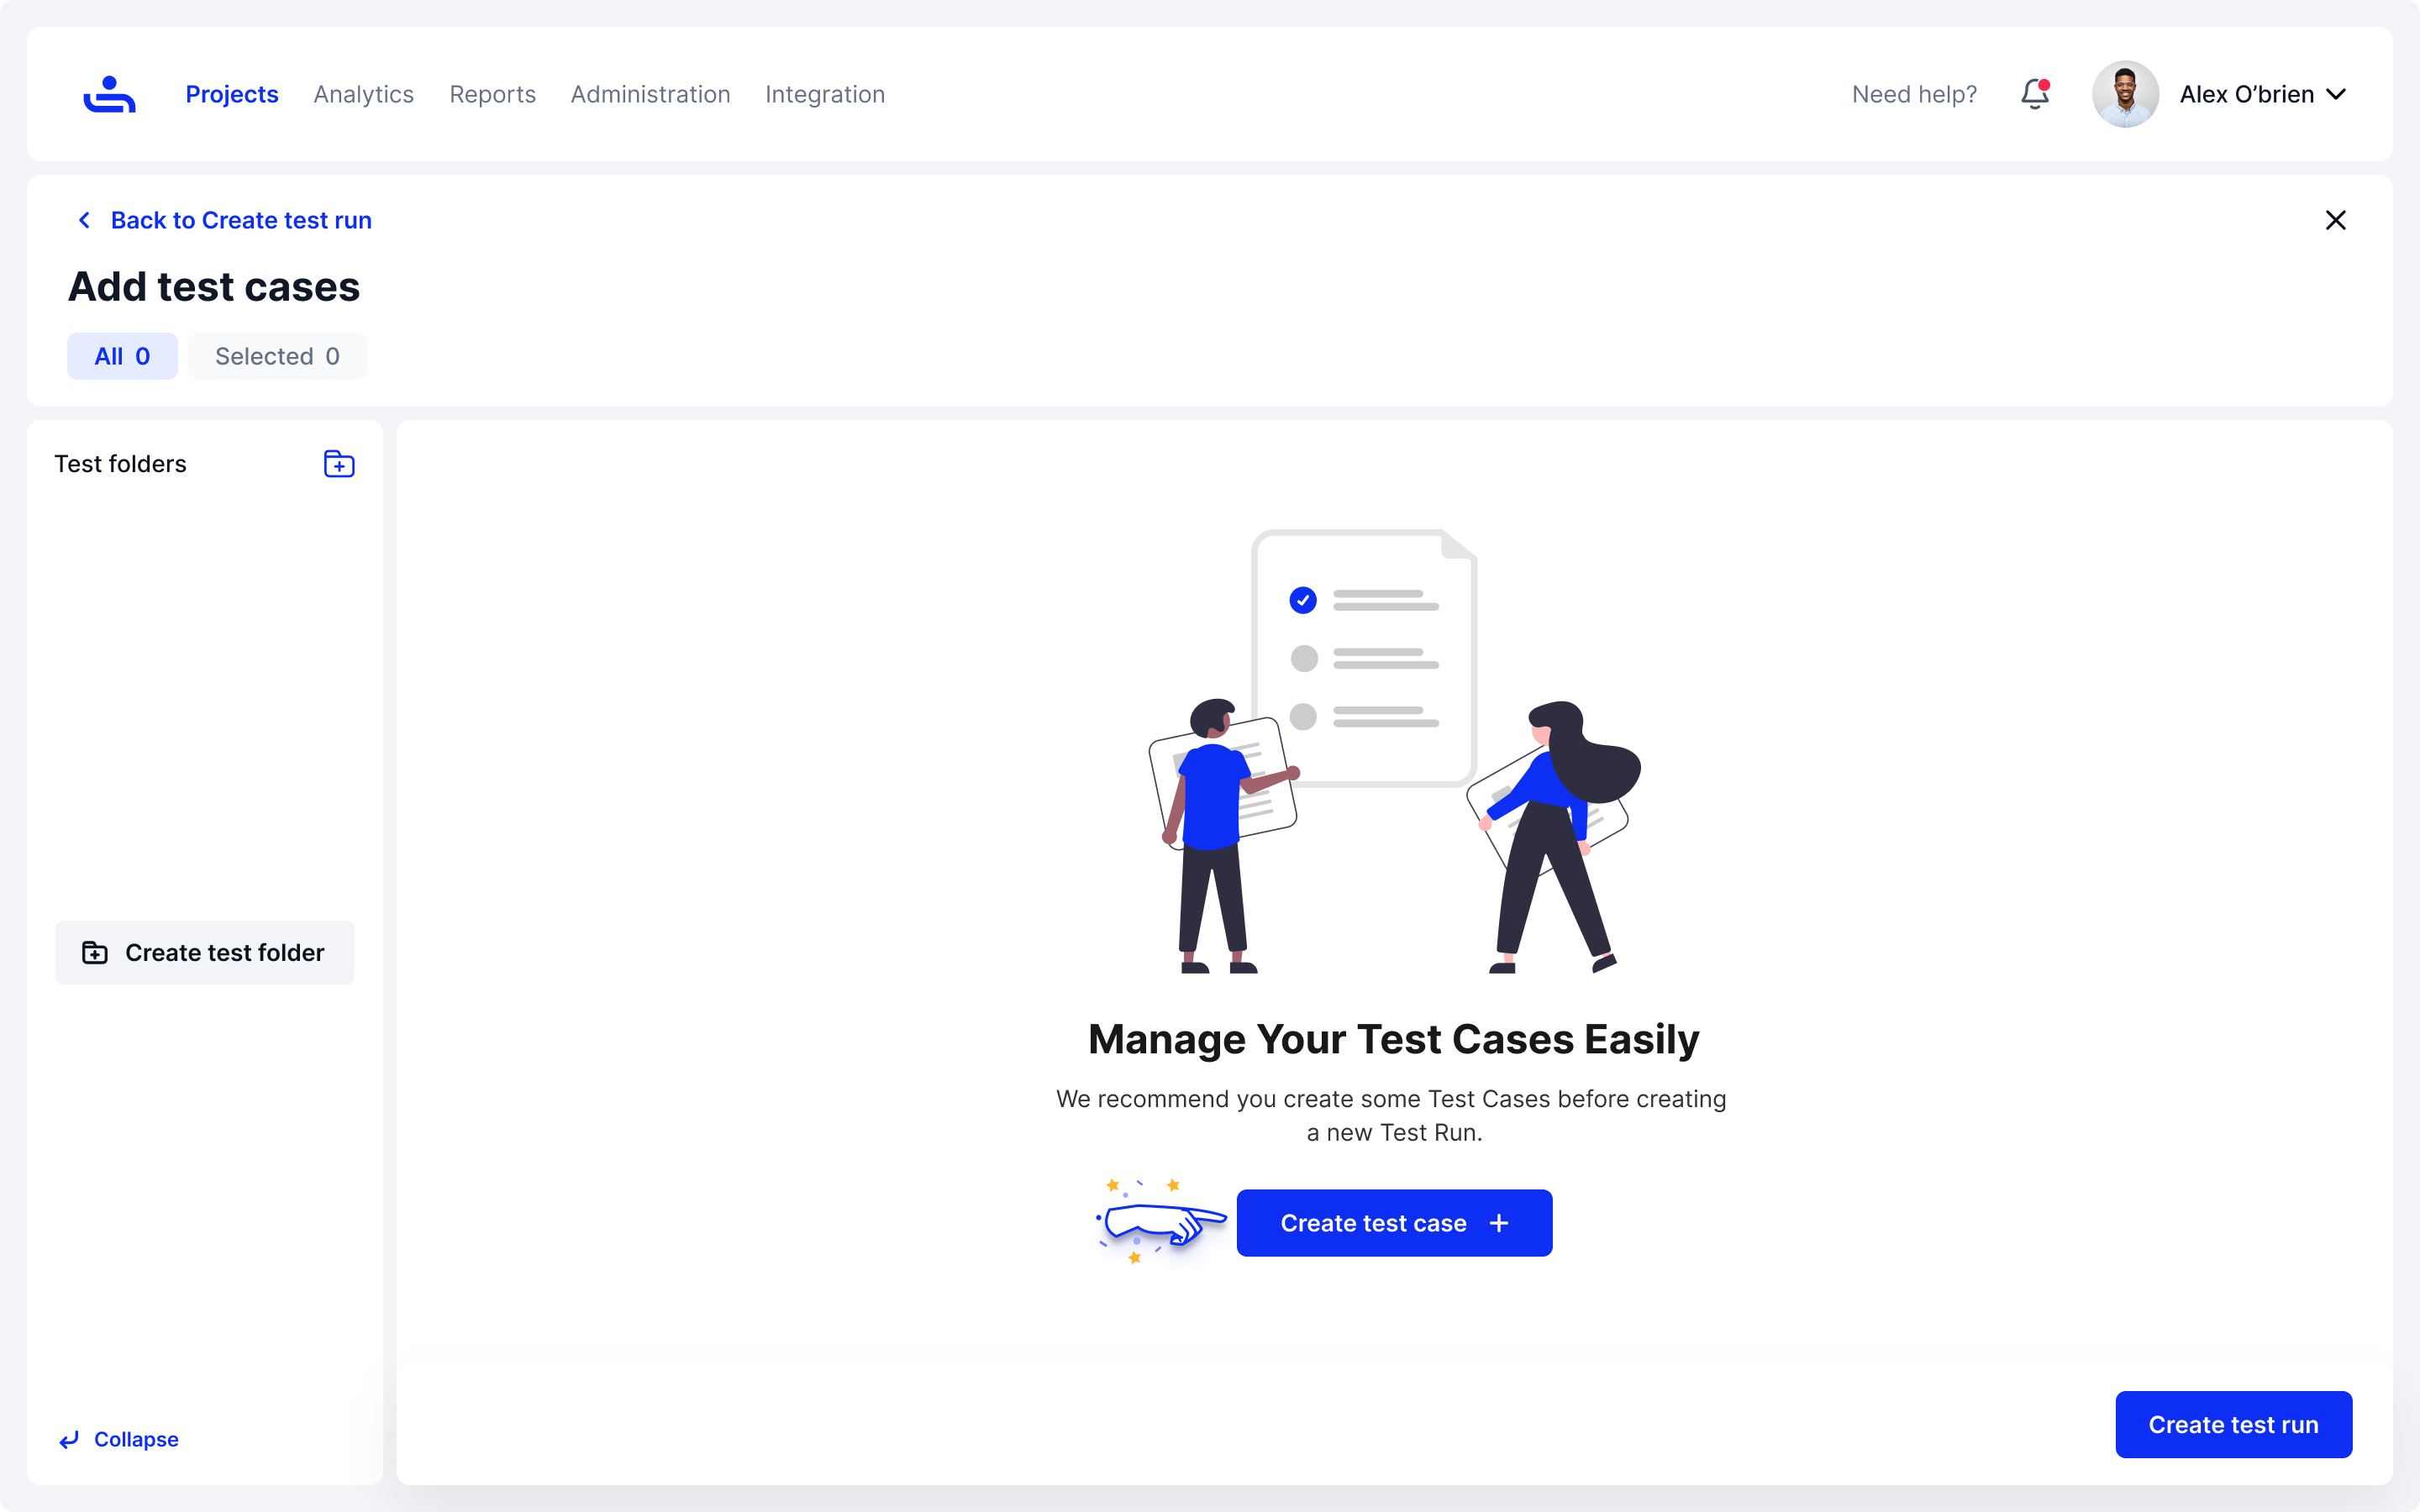 Projects
Analytics
Reports
Administration
Integration
Need help?
Alex O’brien
Back to Create test run
Add test cases
All 0
Selected 0
Test folders
Create test folder
Collapse
Manage Your Test Cases Easily
We recommend you create some Test Cases before creating
a new Test Run.
Create test case +
Create test run